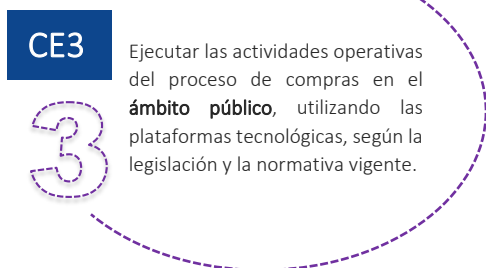 CE3
3
Ejecutar las actividades operativas
del proceso de compras en el
ámbito público, utilizando las
plataformas tecnológicas, según la
legislación y la normativa vigente.